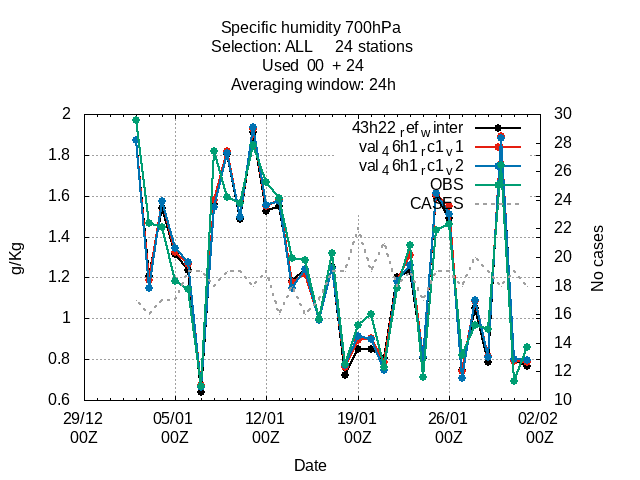 Specific humidity 700hPa
Selection: ALL 24 stations
Used 00 + 24
Averaging window: 24h
43h22refwinter
val46h1rc1v1
val46h1rc1v2
OBS
CASES
2
1.8
1.6
1.4
1.2
1
0.8
0.6
g/Kg
30
28
26
24
22
20
18
16
14
12
10
No cases
29/12 05/01 12/01 19/01 26/01 02/02
00Z 00Z 00Z 00Z 00Z 00Z
Date